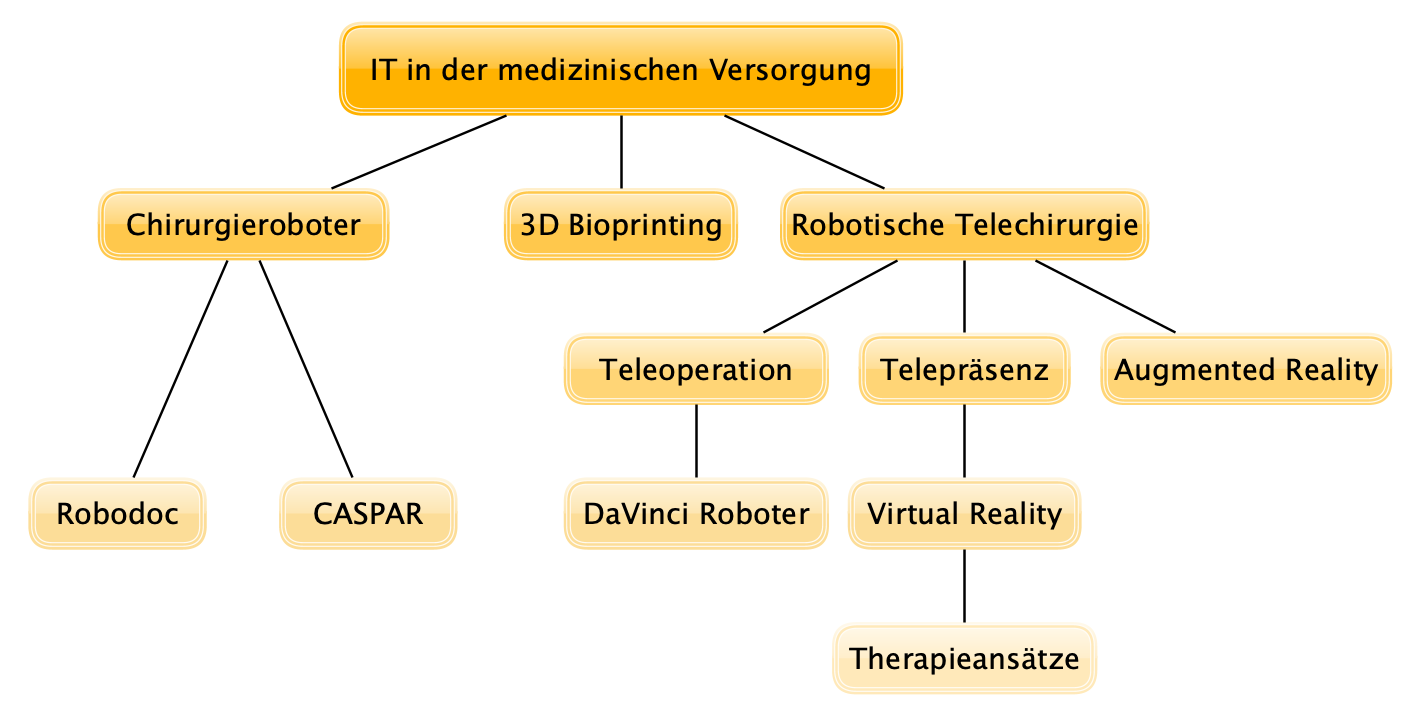 IT in der medizinischen Versorgung
Chirurgieroboter
3D Bioprinting
Robotische Telechirurgie
Teleoperation
Telepräsenz
Augmented Reality
Robodoc
CASPAR
DaVinci Roboter
Virtual Reality
Therapieansätze